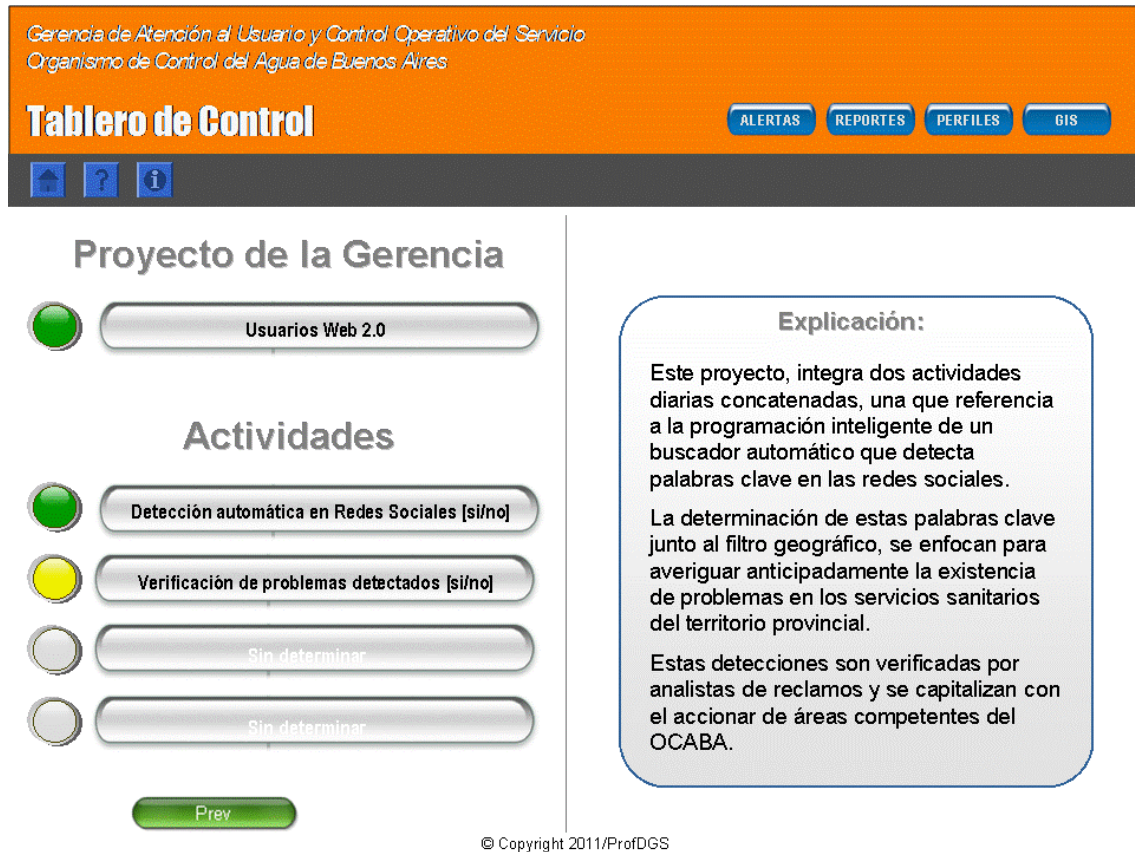 Gerencia de Atención al Usuario y Control Operativo del Servicio
Organismo de Control del Agua de Buenos Aires
Tablero de Control
ALERTAS
REPORTES
PERFILES
GIS
?
i
Proyecto de la Gerencia
Usuarios Web 2.0
Actividades
Detección automática en Redes Sociales [si/no]
Verificación de problemas detectados [si/no]
Sin determinar
Sin determinar
Prev
Explicación:
Este proyecto, integra dos actividades
diarias concatenadas, una que referencia
a la programación inteligente de un
buscador automático que detecta
palabras clave en las redes sociales.
La determinación de estas palabras clave
junto al filtro geográfico, se enfocan para
averiguar anticipadamente la existencia
de problemas en los servicios sanitarios
del territorio provincial.
Estas detecciones son verificadas por
analistas de reclamos y se capitalizan con
el accionar de áreas competentes del
OCABA.
© Copyright 2011/ProfDGS